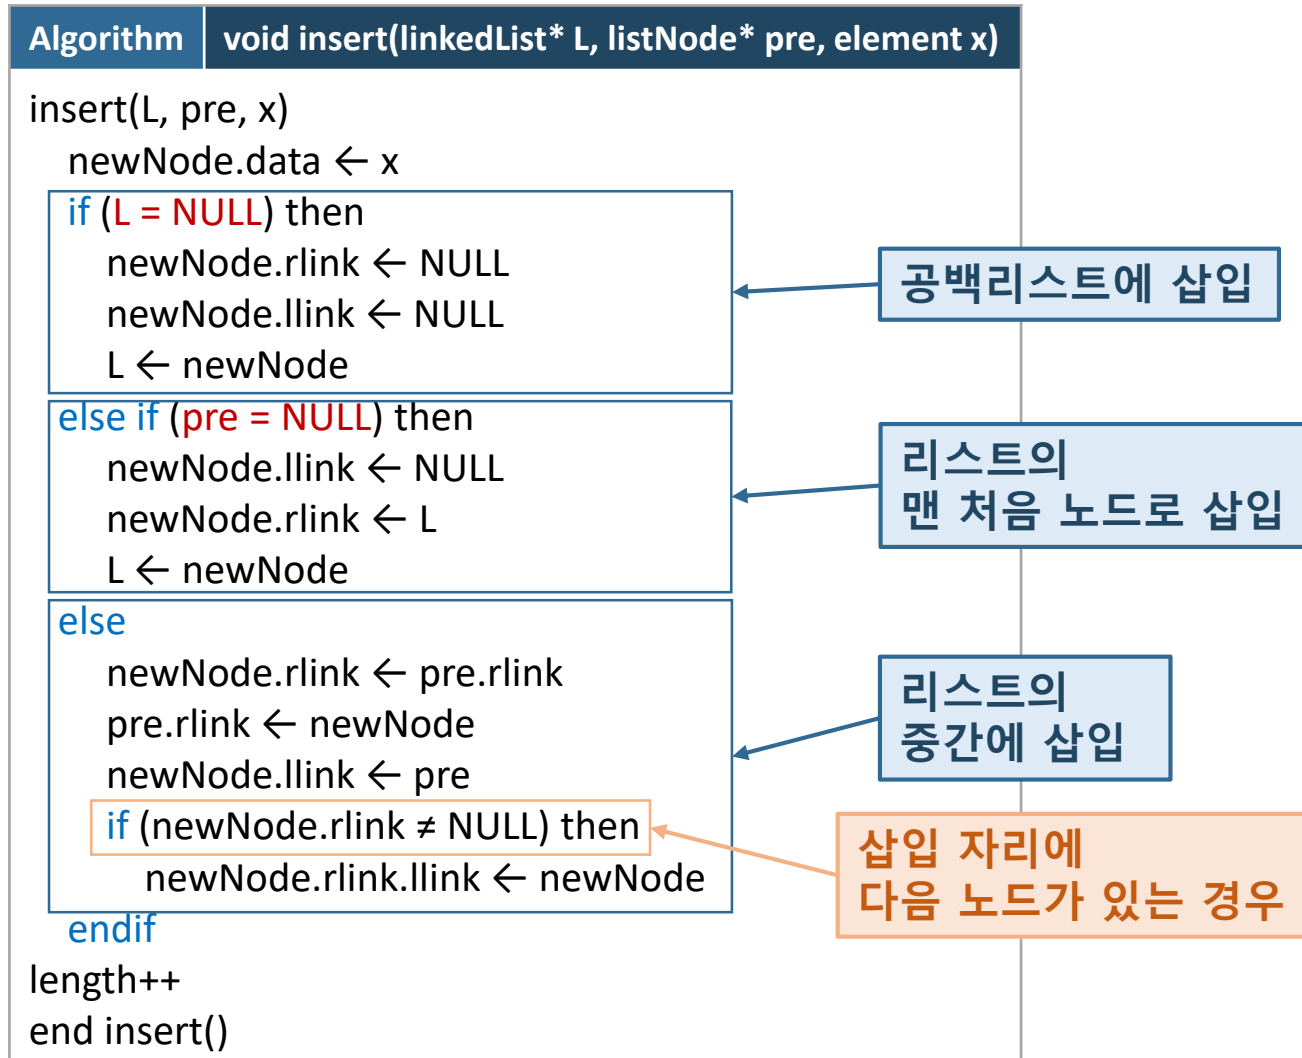 Algorithm void insert(linkedList* L, listNode* pre, element x)
insert(L, pre, x)
newNode.data ← x
if (L = NULL) then
newNode.rlink ← NULL
newNode.llink ← NULL
L ← newNode
공백리스트에 삽입
else if (pre = NULL) then
newNode.llink ← NULL
newNode.rlink ← L
L ← newNode
리스트의
맨 처음 노드로 삽입
else
newNode.rlink ← pre.rlink
pre.rlink ← newNode
newNode.llink ← pre
if (newNode.rlink ≠ NULL) then
newNode.rlink.llink ← newNode
리스트의
중간에 삽입
삽입 자리에
다음 노드가 있는 경우
endif
length++
end insert()